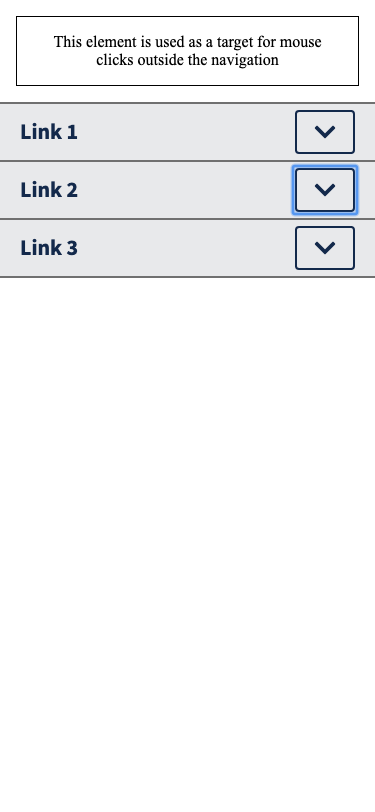 This element is used as a target for mouse
clicks outside the navigation
Link 1
Link 2
Link 3